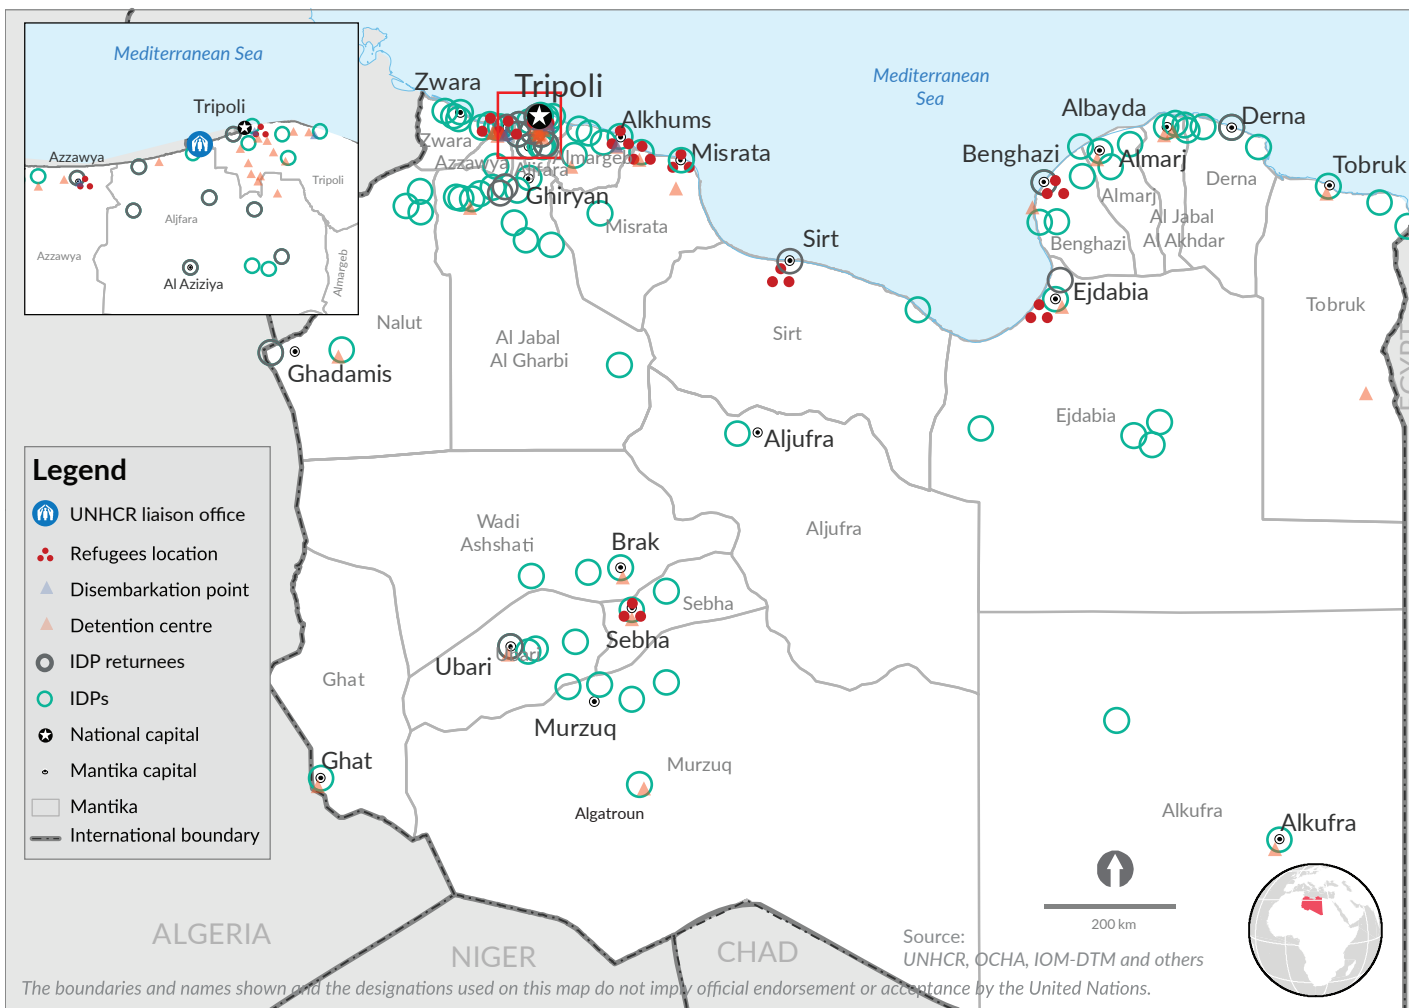 Mediterranean Sea
Tripoli
Azzawya
Tripoli
Aljfara
Azzawya
Almargeb
Al Aziziya
Mediterranean
Sea
Zwara
Tripoli
Alkhums
Misrata
Zwara
Azzawya
Aljfara
Almargeb
Ghiryan
Misrata
Albayda
Derna
Benghazi
Almarj
Tobruk
Derna
Almarj
Al Jabal
Al Akhdar
Benghazi
Sirt
Ejdabia
Nalut
Al Jabal
Al Gharbi
Sirt
Tobruk
EGYPT
Ghadamis
Ejdabia
Aljufra
Legend
UNHCR liaison office
Refugees location
Disembarkation point
Detention centre
IDP returnees
IDPs
National capital
Mantika capital
Mantika
International boundary
Wadi
Ashshati
Brak
Aljufra
Sebha
Sebha
Ubari
Ubari
Ghat
Murzuq
Ghat
Murzuq
Algatroun
Alkufra
Alkufra
200 km
ALGERIA
NIGER
CHAD
Source:
UNHCR, OCHA, IOM-DTM and others
The boundaries and names shown and the designations used on this map do not imply official endorsement or acceptance by the United Nations.